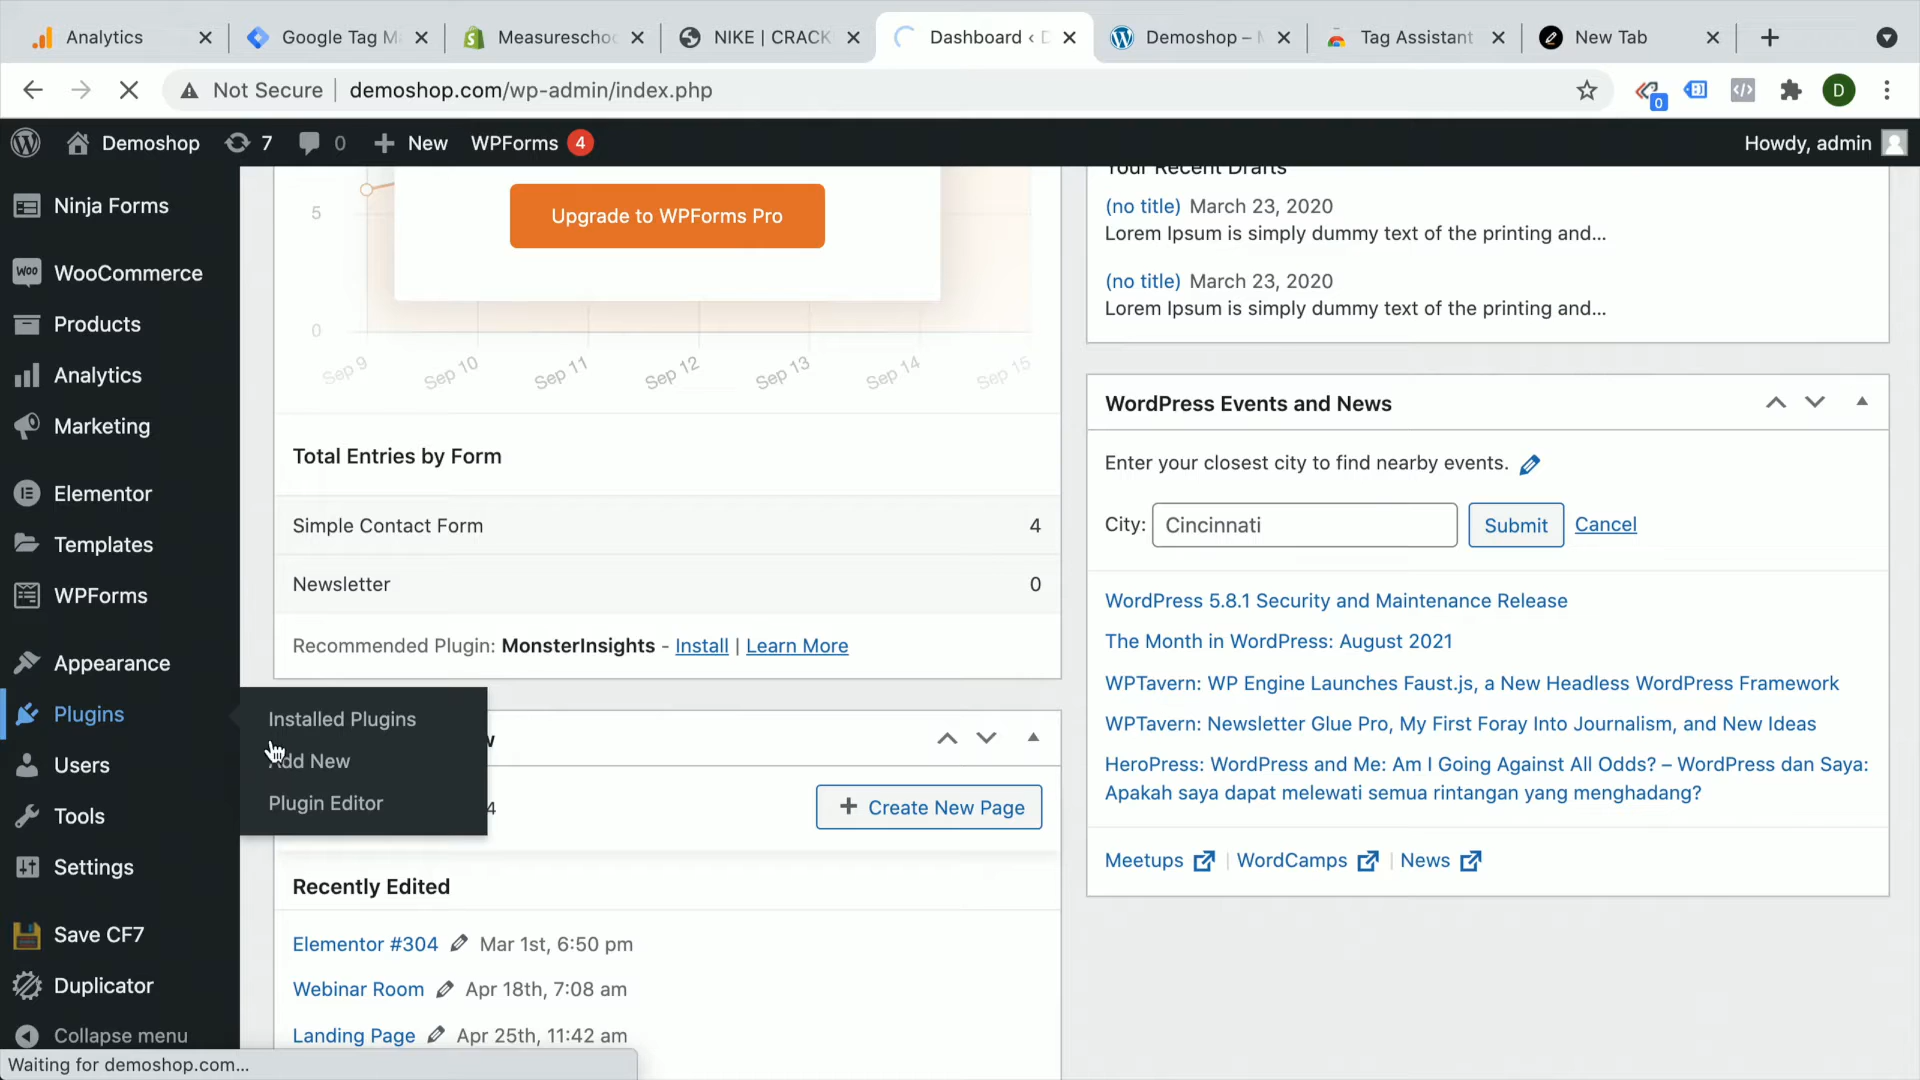 Analytics
Google Tag Ma
Measureschoo
NIKE | CRACK
Dashboard ‹ D
Demoshop – M
Tag Assistant
New Tab
Not Secure
demoshop.com/wp-admin/index.php
0
D
Demoshop
7
0
New
WPForms
4
Howdy, admin
Ninja Forms
WooCommerce
Products
Analytics
Marketing
Elementor
Templates
WPForms
Appearance
Plugins
Users
Tools
Settings
Save CF7
Duplicator
Collapse menu
Installed Plugins
Add New
Plugin Editor
Upgrade to WPForms Pro
5
0
Sep 9
Sep 10
Sep 11
Sep 12
Sep 13
Sep 14
Sep 15
Total Entries by Form
Simple Contact Form 4
Newsletter 0
Recommended Plugin: MonsterInsights - Install | Learn More
Create New Page
Recently Edited
Elementor #304 Mar 1st, 6:50 pm
Webinar Room Apr 18th, 7:08 am
Landing Page Apr 25th, 11:42 am
Your Recent Drafts
(no title) March 23, 2020
Lorem Ipsum is simply dummy text of the printing and...
(no title) March 23, 2020
Lorem Ipsum is simply dummy text of the printing and...
WordPress Events and News
Enter your closest city to find nearby events.
City: Cincinnati Submit Cancel
WordPress 5.8.1 Security and Maintenance Release
The Month in WordPress: August 2021
WPTavern: WP Engine Launches Faust.js, a New Headless WordPress Framework
WPTavern: Newsletter Glue Pro, My First Foray Into Journalism, and New Ideas
HeroPress: WordPress and Me: Am I Going Against All Odds? – WordPress dan Saya:
Apakah saya dapat melewati semua rintangan yang menghadang?
Meetups | WordCamps | News
Waiting for demoshop.com...